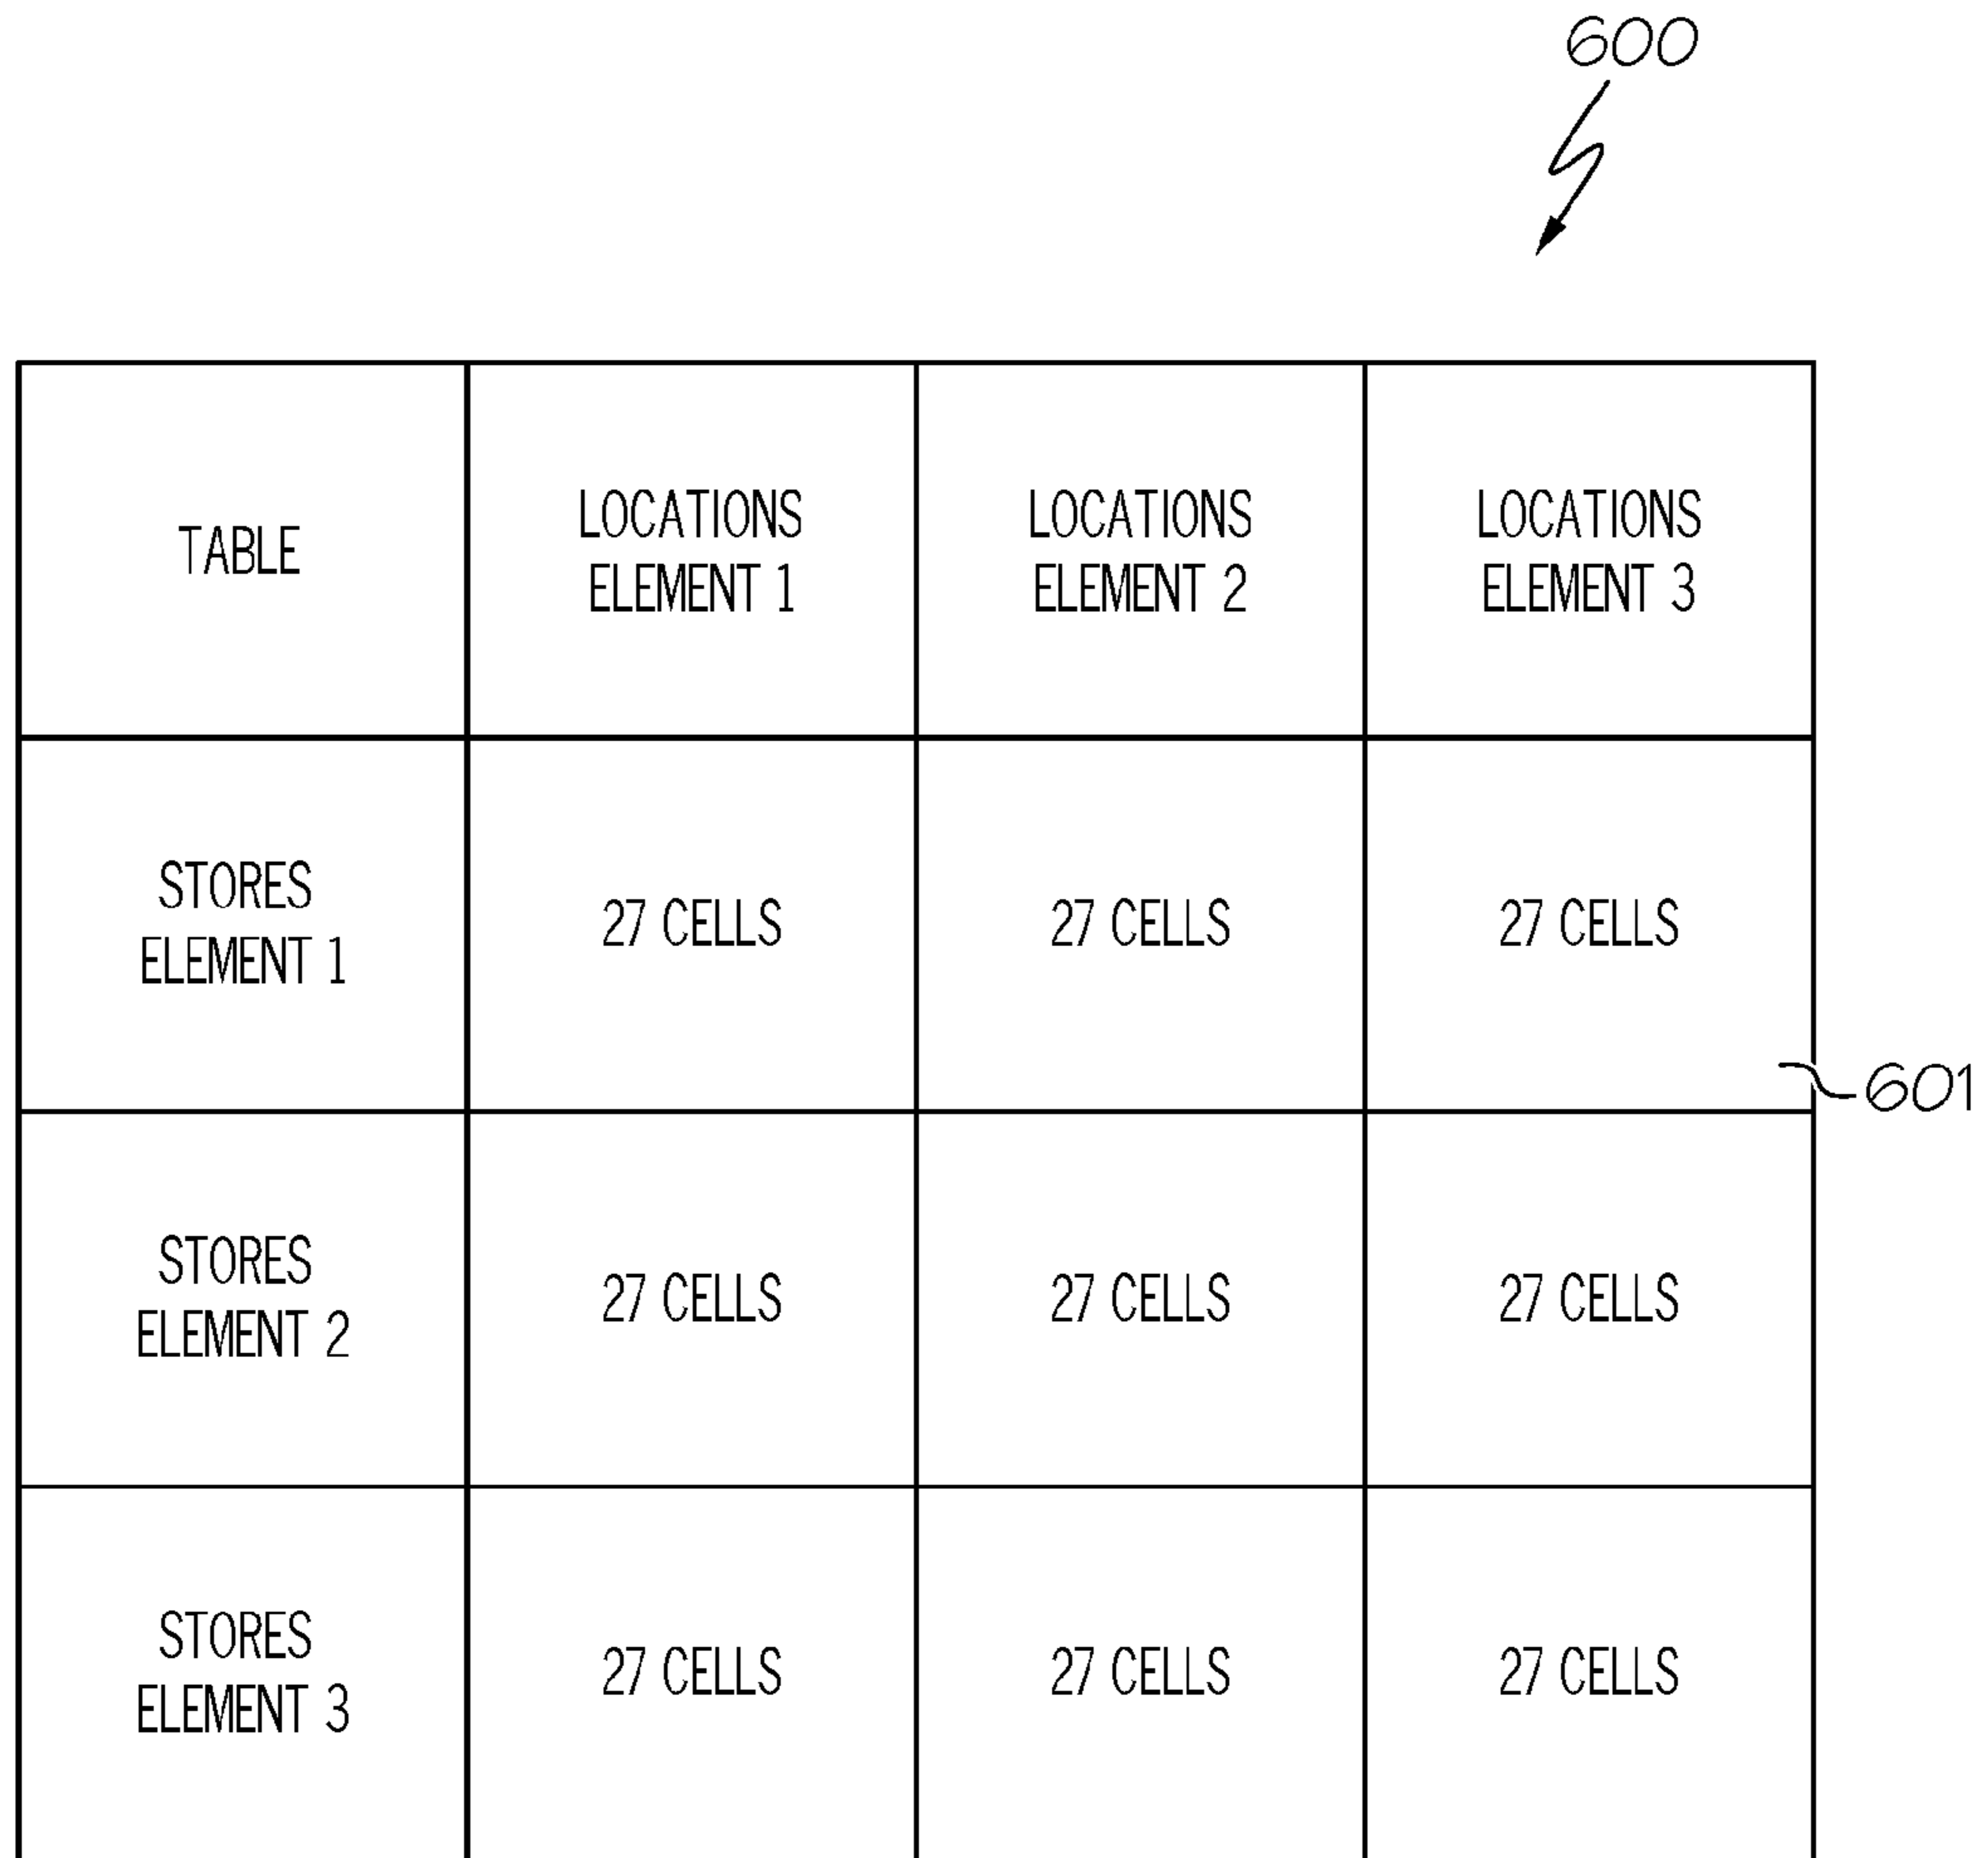 600
TABLE
LOCATIONS
ELEMENT 1
LOCATIONS
ELEMENT 2
LOCATIONS
ELEMENT 3
STORES
ELEMENT 1
27 CELLS
27 CELLS
27 CELLS
601
STORES
ELEMENT 2
27 CELLS
27 CELLS
27 CELLS
STORES
ELEMENT 3
27 CELLS
27 CELLS
27 CELLS